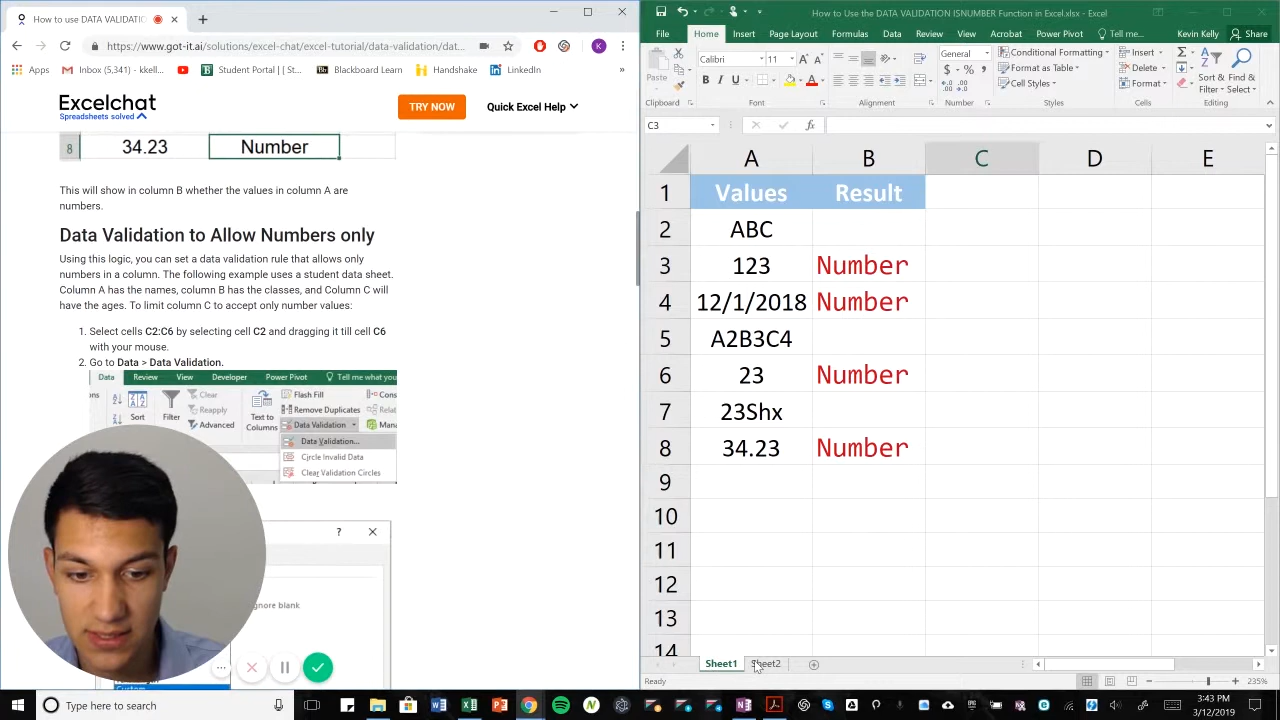 How to use DATA VALIDATIO
How to Use the DATA VALIDATION ISNUMBER Function in Excel.xlsx - Excel
https://www.got-it.ai/solutions/excel-chat/excel-tutorial/data-validation/dat...
K
File Home Insert Page Layout Formulas Data Review View Acrobat Tell me... Kevin Kelly Share
Apps
Inbox (5,341) - kkell...
Student Portal | | St...
Blackboard Learn
Handshake
LinkedIn
»
Calibri 11
General
Conditional Formatting
Format as Table
Cell Styles
Insert
Delete
Format
Sort & Filter
Find & Select
Paste
B I U
Clipboard Font Alignment Number Styles Cells Editing
Excelchat
Spreadsheets solved
TRY NOW
Quick Excel Help
C3
fx
8 34.23 Number
This will show in column B whether the values in column A are
numbers.
Data Validation to Allow Numbers only
Using this logic, you can set a data validation rule that allows only
numbers in a column. The following example uses a student data sheet.
Column A has the names, column B has the classes, and Column C will
have the ages. To limit column C to accept only number values:
1. Select cells C2:C6 by selecting cell C2 and dragging it till cell C6
with your mouse.
2. Go to Data > Data Validation.
Data Review View Developer Power Pivot Tell me what you
Clear
Reapply
Advanced
Sort
Filter
Text to
Columns
Flash Fill
Remove Duplicates
Data Validation
Cons
Relat
Mana
Data Validation...
Circle Invalid Data
Clear Validation Circles
?
gnore blank
Custom
A B C D E
1 Values Result
2 ABC
3 123 Number
4 12/1/2018 Number
5 A2B3C4
6 23 Number
7 23Shx
8 34.23 Number
9
10
11
12
13
14
Sheet1 Sheet2
Ready
235%
Type here to search
3:43 PM
3/12/2019